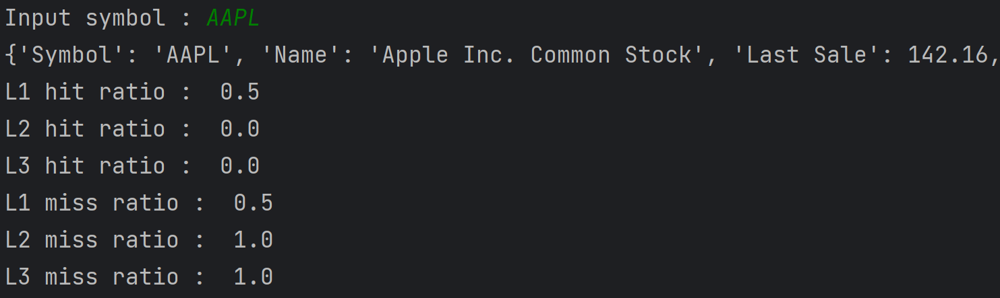 Input symbol : AAPL
{'Symbol': 'AAPL', 'Name': 'Apple Inc. Common Stock', 'Last Sale': 142.16,
L1 hit ratio :  0.5
L2 hit ratio :  0.0
L3 hit ratio :  0.0
L1 miss ratio :  0.5
L2 miss ratio :  1.0
L3 miss ratio :  1.0